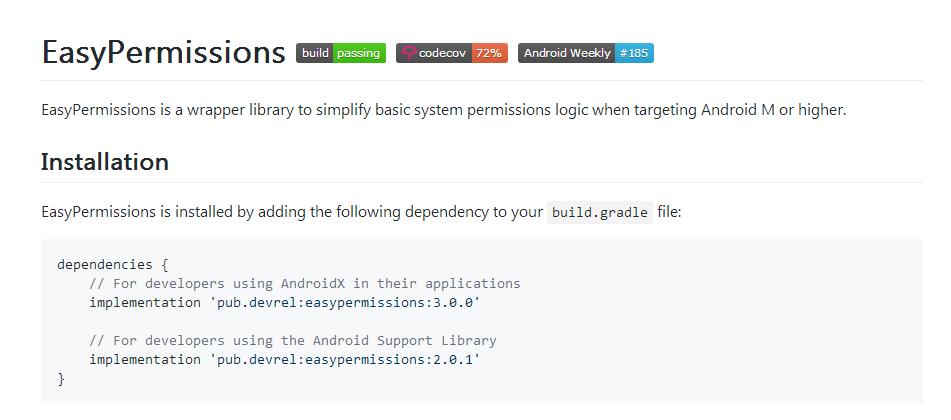 EasyPermissions build passing codecov 72% Android Weekly #185
EasyPermissions is a wrapper library to simplify basic system permissions logic when targeting Android M or higher.
Installation
EasyPermissions is installed by adding the following dependency to your build.gradle file:
dependencies {
    // For developers using AndroidX in their applications
    implementation 'pub.devrel:easypermissions:3.0.0'
    // For developers using the Android Support Library
    implementation 'pub.devrel:easypermissions:2.0.1'
}